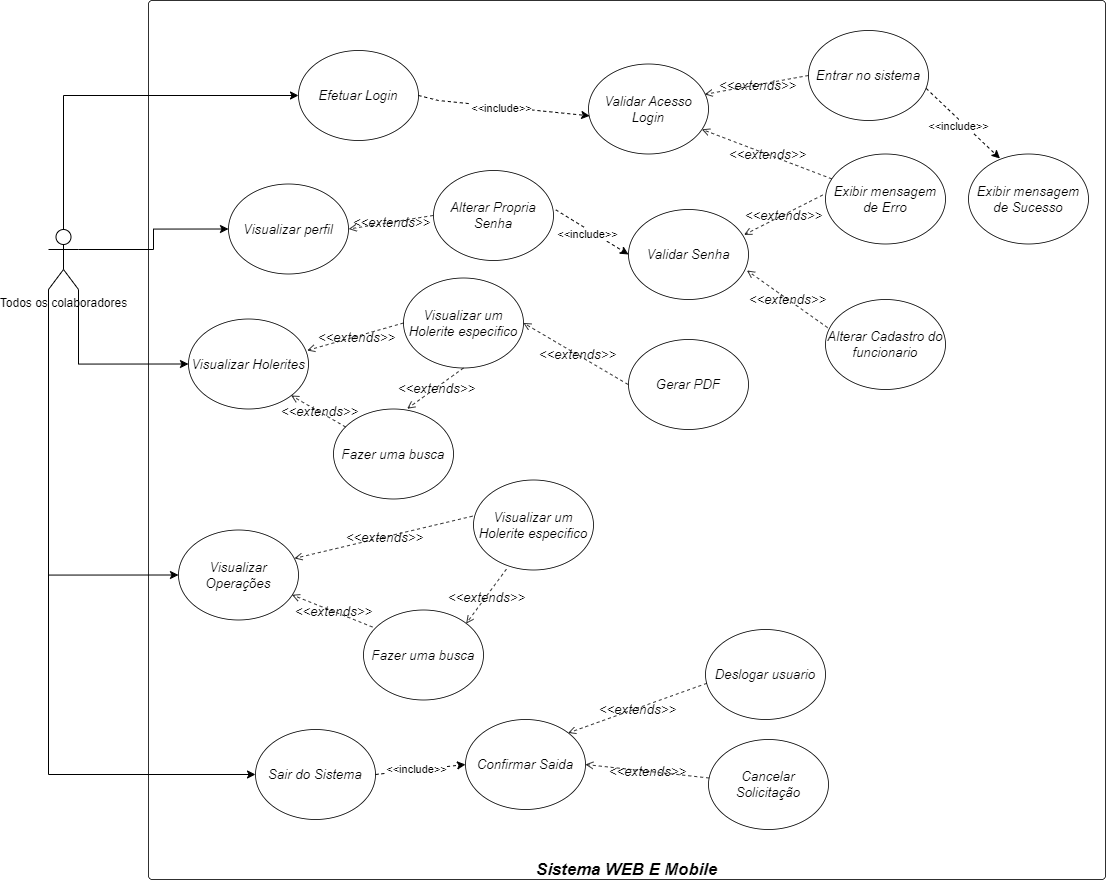 Efetuar Login
<<include>>
Validar Acesso
Login
<<extends>>
Entrar no sistema
<<include>>
<<extends>>
Exibir mensagem
de Erro
Exibir mensagem
de Sucesso
Visualizar perfil
<<extends>>
Alterar Propria
Senha
<<include>>
Validar Senha
<<extends>>
<<extends>>
Alterar Cadastro do
funcionario
Todos os colaboradores
Visualizar Holerites
<<extends>>
Visualizar um
Holerite especifico
<<extends>>
Gerar PDF
<<extends>>
<<extends>>
Fazer uma busca
Visualizar
Operações
<<extends>>
Visualizar um
Holerite especifico
<<extends>>
<<extends>>
Fazer uma busca
Sair do Sistema
<<include>>
Confirmar Saida
<<extends>>
Deslogar usuario
<<extends>>
Cancelar
Solicitação
Sistema WEB E Mobile